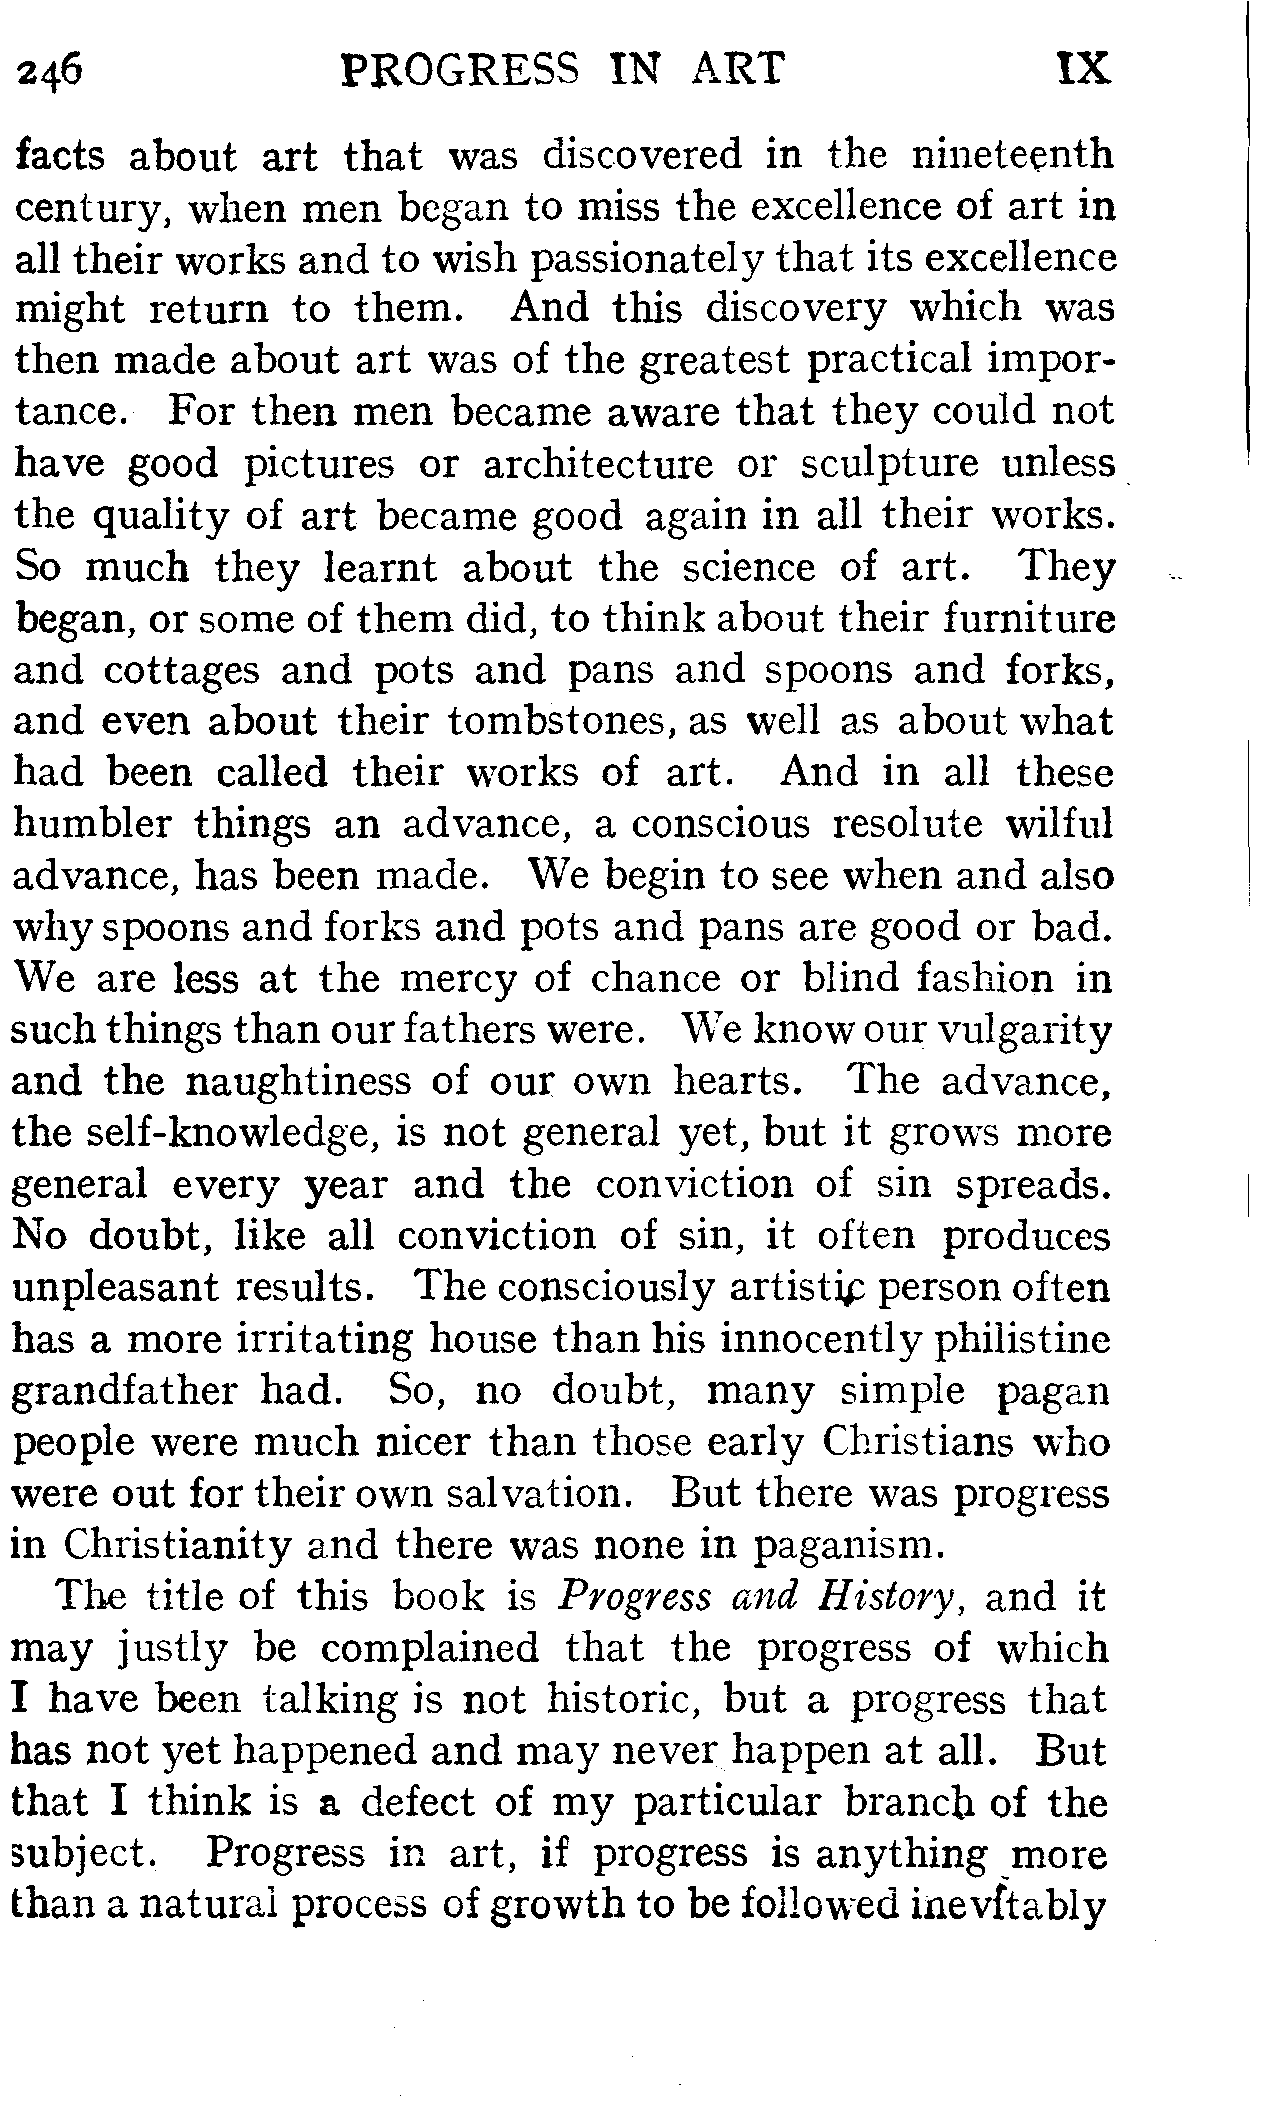 246 PROGRESS IN ART IX
facts about art that was discovered in the nineteenth
century, when men began to miss the excellence of art in
all their works and to wish passionately that its excellence
might return to them. And this discovery which was
then made about art was of the greatest practical impor-
tance. For then men became aware that they could not
have good pictures or architecture or sculpture unless
the quality of art became good again in all their works.
So much they learnt about the science of art. They
began, or some of them did, to think about their furniture
and cottages and pots and pans and spoons and forks,
and even about their tombstones, as well as about what
had been called their works of art. And in all these
humbler things an advance, a conscious resolute wilful
advance, has been made. We begin to see when and also
why spoons and forks and pots and pans are good or bad.
We are less at the mercy of chance or blind fashion in
such things than our fathers were. We know our vulgarity
and the naughtiness of our own hearts. The advance,
the self-knowledge, is not general yet, but it grows more
general every year and the conviction of sin spreads.
No doubt, like all conviction of sin, it often produces
unpleasant results. The consciously artistic person often
has a more irritating house than his innocently philistine
grandfather had. So, no doubt, many simple pagan
people were much nicer than those early Christians who
were out for their own salvation. But there was progress
in Christianity and there was none in paganism.
The title of this book is Progress and History, and it
may justly be complained that the progress of which
I have been talking is not historic, but a progress that
has not yet happened and may never happen at all. But
that I think is a defect of my particular branch of the
subject. Progress in art, if progress is anything more
than a natural process of growth to be followed inevitably